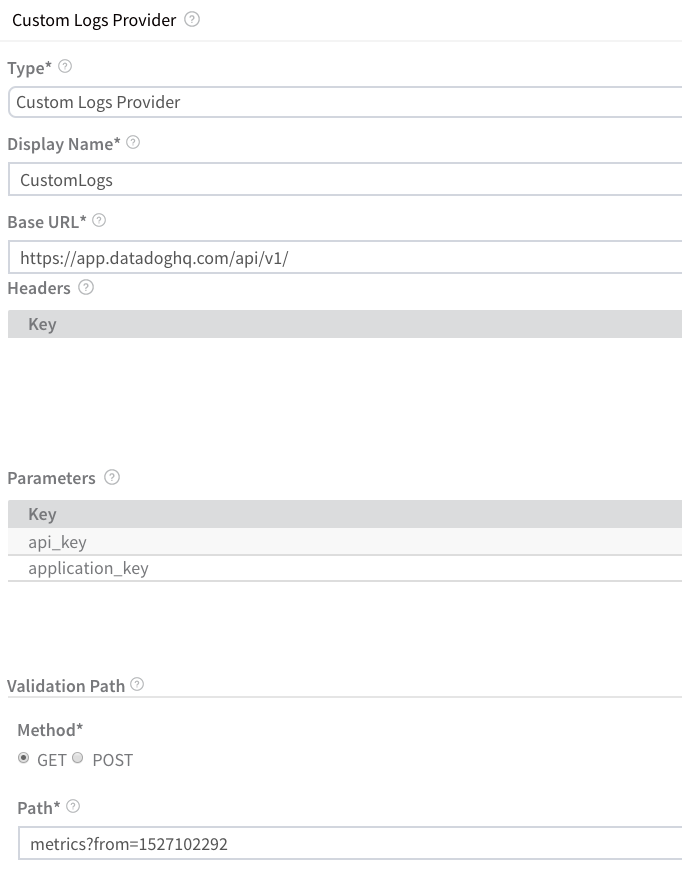 Custom Logs Provider
Type*
Custom Logs Provider
Display Name*
CustomLogs
Base URL*
https://app.datadoghq.com/api/v1/
Headers
Key
Parameters
Key
api_key
application_key
Validation Path
Method*
GET POST
Path*
metrics?from=1527102292